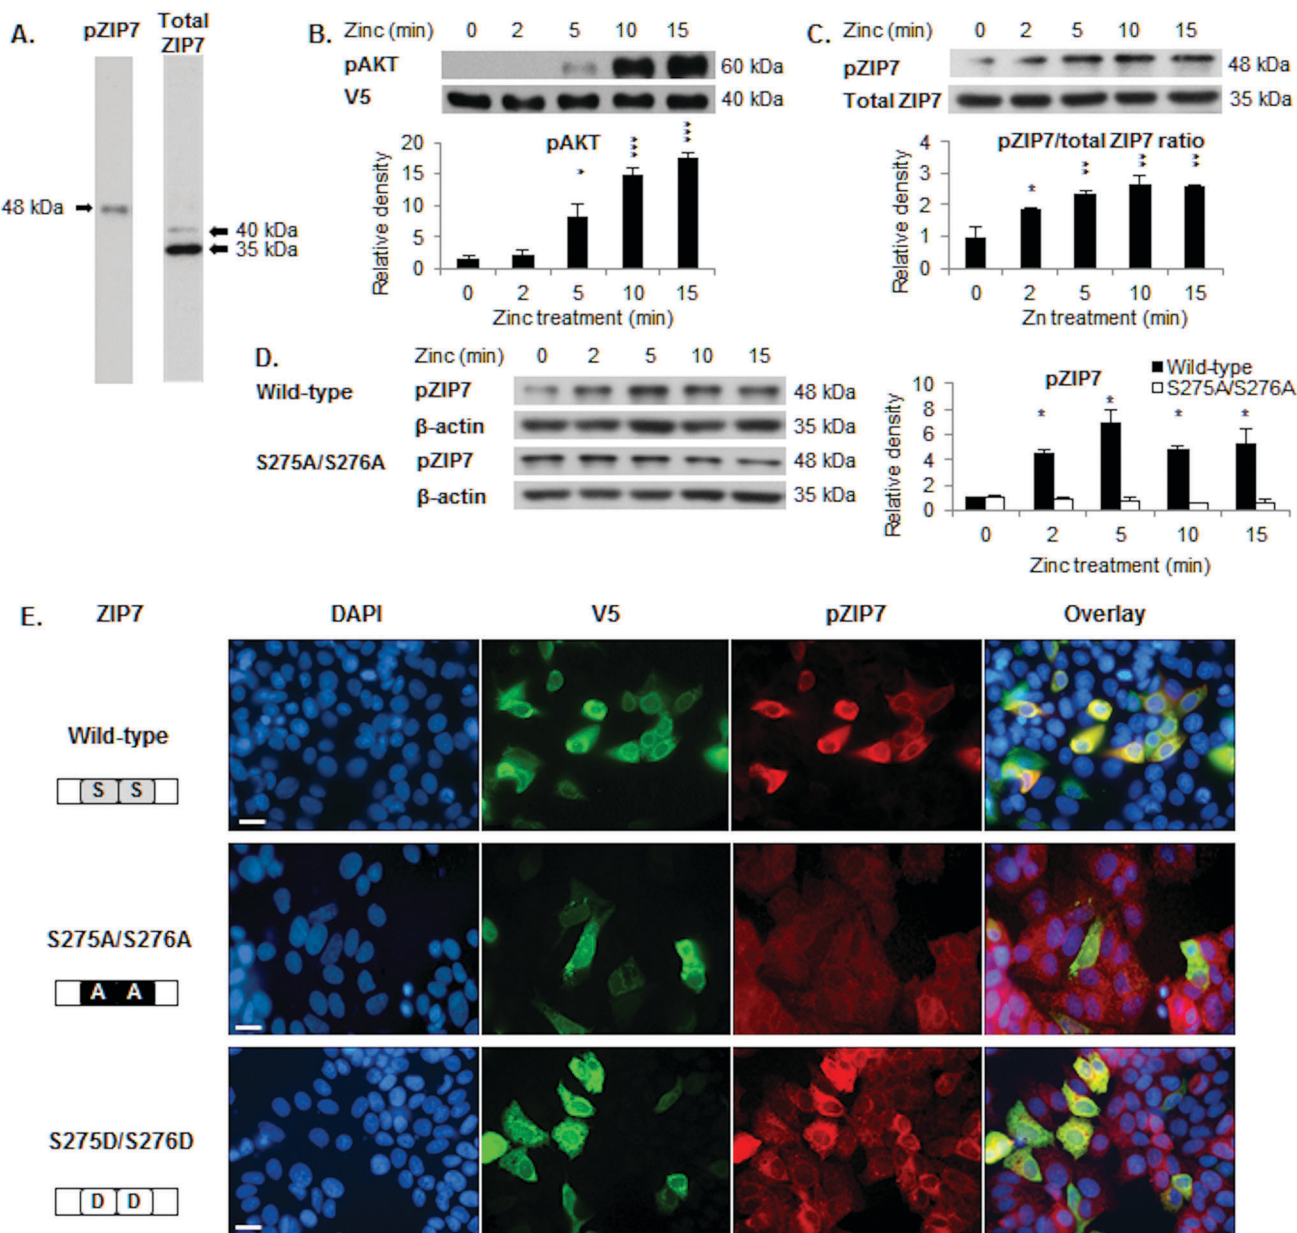 A.
pZIP7
Total
ZIP7
48 kDa
40 kDa
35 kDa
B.
Zinc (min) 0 2 5 10 15
pAKT 60 kDa
V5 40 kDa
pAKT
Relative density
20
15
10
5
0
*
***
***
0 2 5 10 15
Zinc treatment (min)
C.
Zinc (min) 0 2 5 10 15
pZIP7 48 kDa
Total ZIP7 35 kDa
pZIP7/total ZIP7 ratio
Relative density
4
3
2
1
0
*
**
**
**
0 2 5 10 15
Zn treatment (min)
D.
Zinc (min) 0 2 5 10 15
Wild-type pZIP7 48 kDa
β-actin 35 kDa
S275A/S276A pZIP7 48 kDa
β-actin 35 kDa
pZIP7
Wild-type
S275A/S276A
Relative density
10
8
6
4
2
0
* * * *
0 2 5 10 15
Zinc treatment (min)
E.
ZIP7 DAPI V5 pZIP7 Overlay
Wild-type
S S
S275A/S276A
A A
S275D/S276D
D D